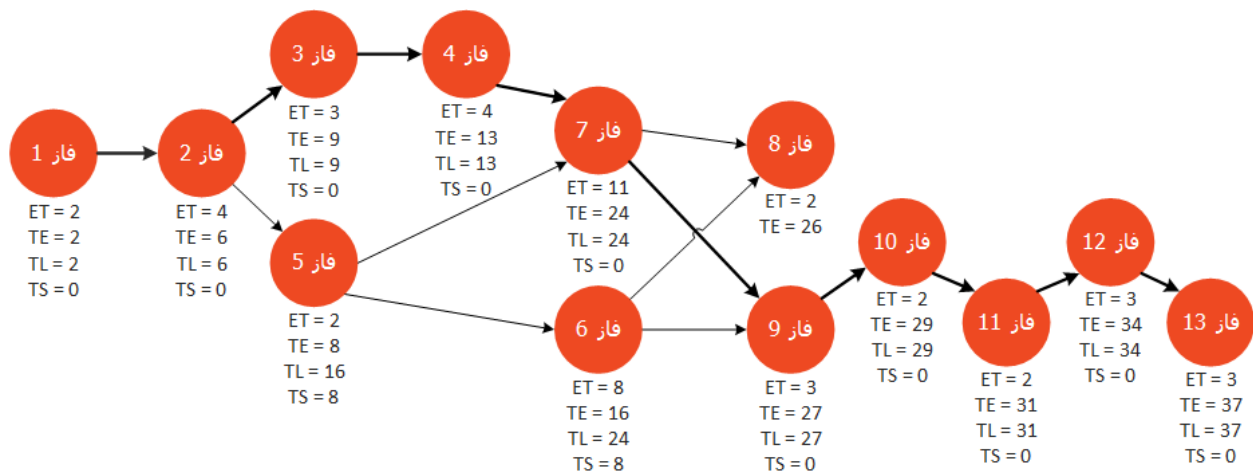 فاز 1
ET = 2
TE = 2
TL = 2
TS = 0
فاز 2
ET = 4
TE = 6
TL = 6
TS = 0
فاز 3
ET = 3
TE = 9
TL = 9
TS = 0
فاز 4
ET = 4
TE = 13
TL = 13
TS = 0
فاز 5
ET = 2
TE = 8
TL = 16
TS = 8
فاز 6
ET = 8
TE = 16
TL = 24
TS = 8
فاز 7
ET = 11
TE = 24
TL = 24
TS = 0
فاز 8
ET = 2
TE = 26
فاز 9
ET = 3
TE = 27
TL = 27
TS = 0
فاز 10
ET = 2
TE = 29
TL = 29
TS = 0
فاز 11
ET = 2
TE = 31
TL = 31
TS = 0
فاز 12
ET = 3
TE = 34
TL = 34
TS = 0
فاز 13
ET = 3
TE = 37
TL = 37
TS = 0